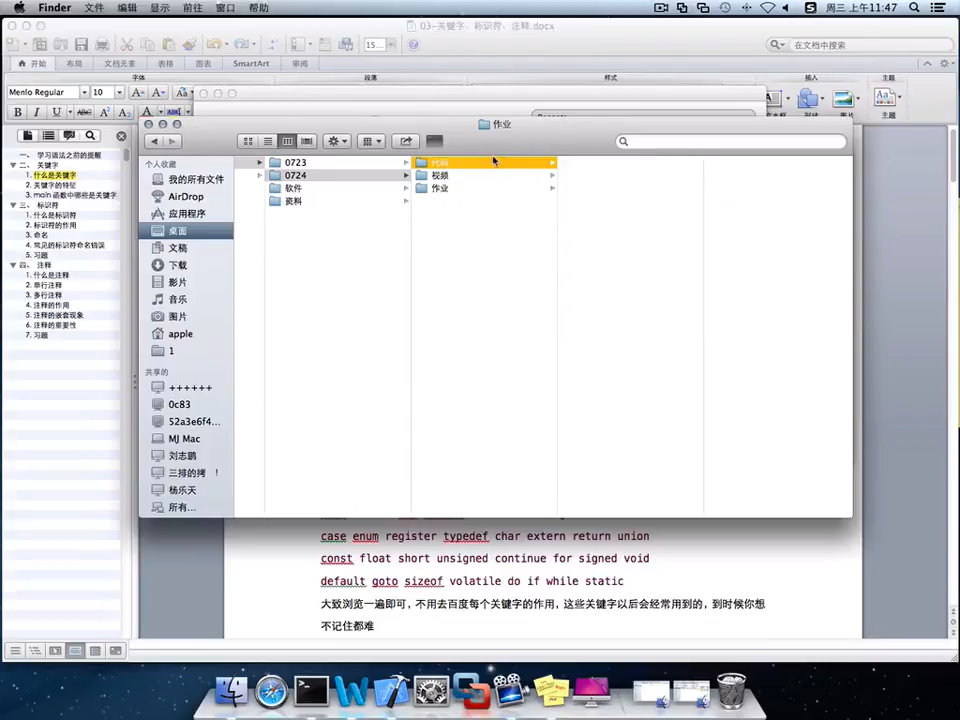 Finder 文件 编辑 显示 前往 窗口 帮助 周三 上午11:47
03-关键字、标识符、注释.docx
15... 在文档中搜索
开始 布局 文档元素 表格 图表 SmartArt 审阅
字体 段落 样式 插入 主题
Menlo Regular 10 A A Aa
B I U ABC A² A₂ A ABC 主题
作业
一、 学习语法之前的提醒
二、 关键字
1. 什么是关键字
2. 关键字的特征
3. main 函数中哪些是关键字
三、 标识符
1. 什么是标识符
2. 标识符的作用
3. 命名
4. 常见的标识符命名错误
5. 习题
四、 注释
1. 什么是注释
2. 单行注释
3. 多行注释
4. 注释的作用
5. 注释的嵌套现象
6. 注释的重要性
7. 习题
个人收藏
我的所有文件
AirDrop
应用程序
桌面
文稿
下载
影片
音乐
图片
apple
1
共享的
++++++
0c83
52a3e6f4...
MJ Mac
刘志鹏
三排的拷 !
杨乐天
所有...
0723
0724
软件
资料
代码
视频
作业
case enum register typedef char extern return union
const float short unsigned continue for signed void
default goto sizeof volatile do if while static
大致浏览一遍即可，不用去百度每个关键字的作用，这些关键字以后会经常用到的，到时候你想
不记住都难